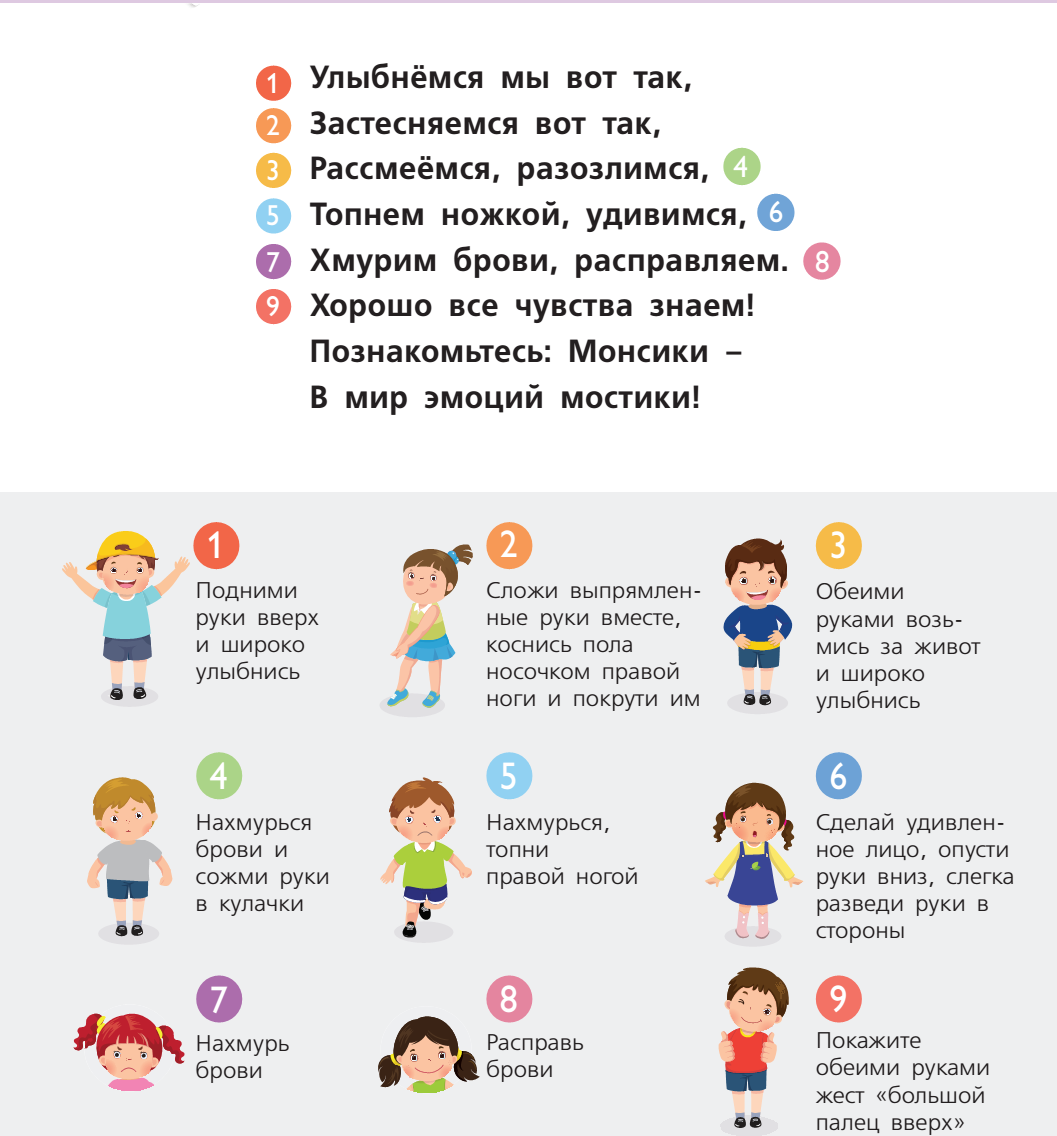 1 Улыбнёмся мы вот так,
2 Застесняемся вот так,
3 Рассмеёмся, разозлимся, 4
5 Топнем ножкой, удивимся, 6
7 Хмурим брови, расправляем. 8
9 Хорошо все чувства знаем!
Познакомьтесь: Монсики –
В мир эмоций мостики!
1
Подними
руки вверх
и широко
улыбнись
2
Сложи выпрямлен-
ные руки вместе,
коснись пола
носочком правой
ноги и покрути им
3
Обеими
руками возь-
мись за живот
и широко
улыбнись
4
Нахмурься
брови и
сожми руки
в кулачки
5
Нахмурься,
топни
правой ногой
6
Сделай удивлен-
ное лицо, опусти
руки вниз, слегка
разведи руки в
стороны
7
Нахмурь
брови
8
Расправь
брови
9
Покажите
обеими руками
жест «большой
палец вверх»